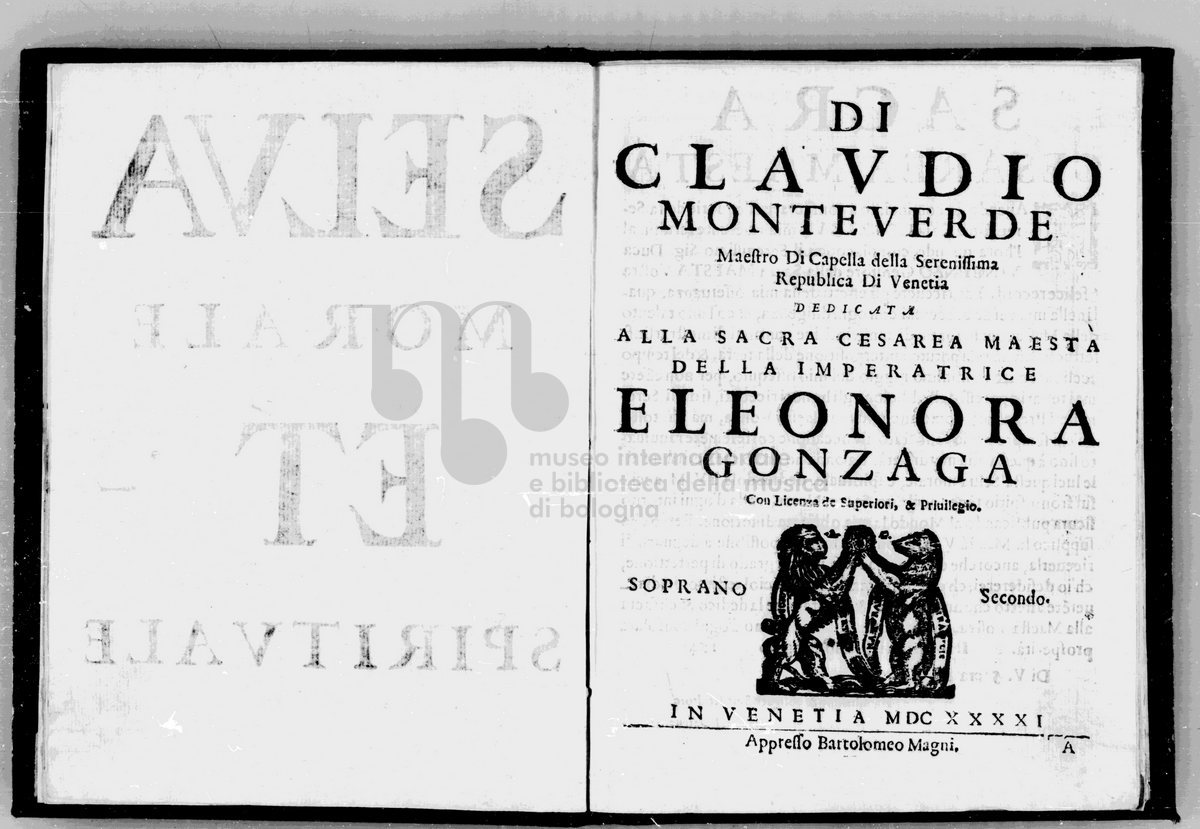 SELVA
MORALE
ET
SPIRITVALE
DI
CLAVDIO
MONTEVERDE
Maeſtro Di Capella della Sereniſſima
Republica Di Venetia
DEDICATA
ALLA SACRA CESAREA MAESTÀ
DELLA IMPERATRICE
ELEONORA
GONZAGA
Con Licenza de Superiori, & Priuilegio.
SOPRANO
Secondo.
IN VENETIA MDC XXXXI
Appreſſo Bartolomeo Magni.
A
museo internazionale
e biblioteca della musica
di bologna